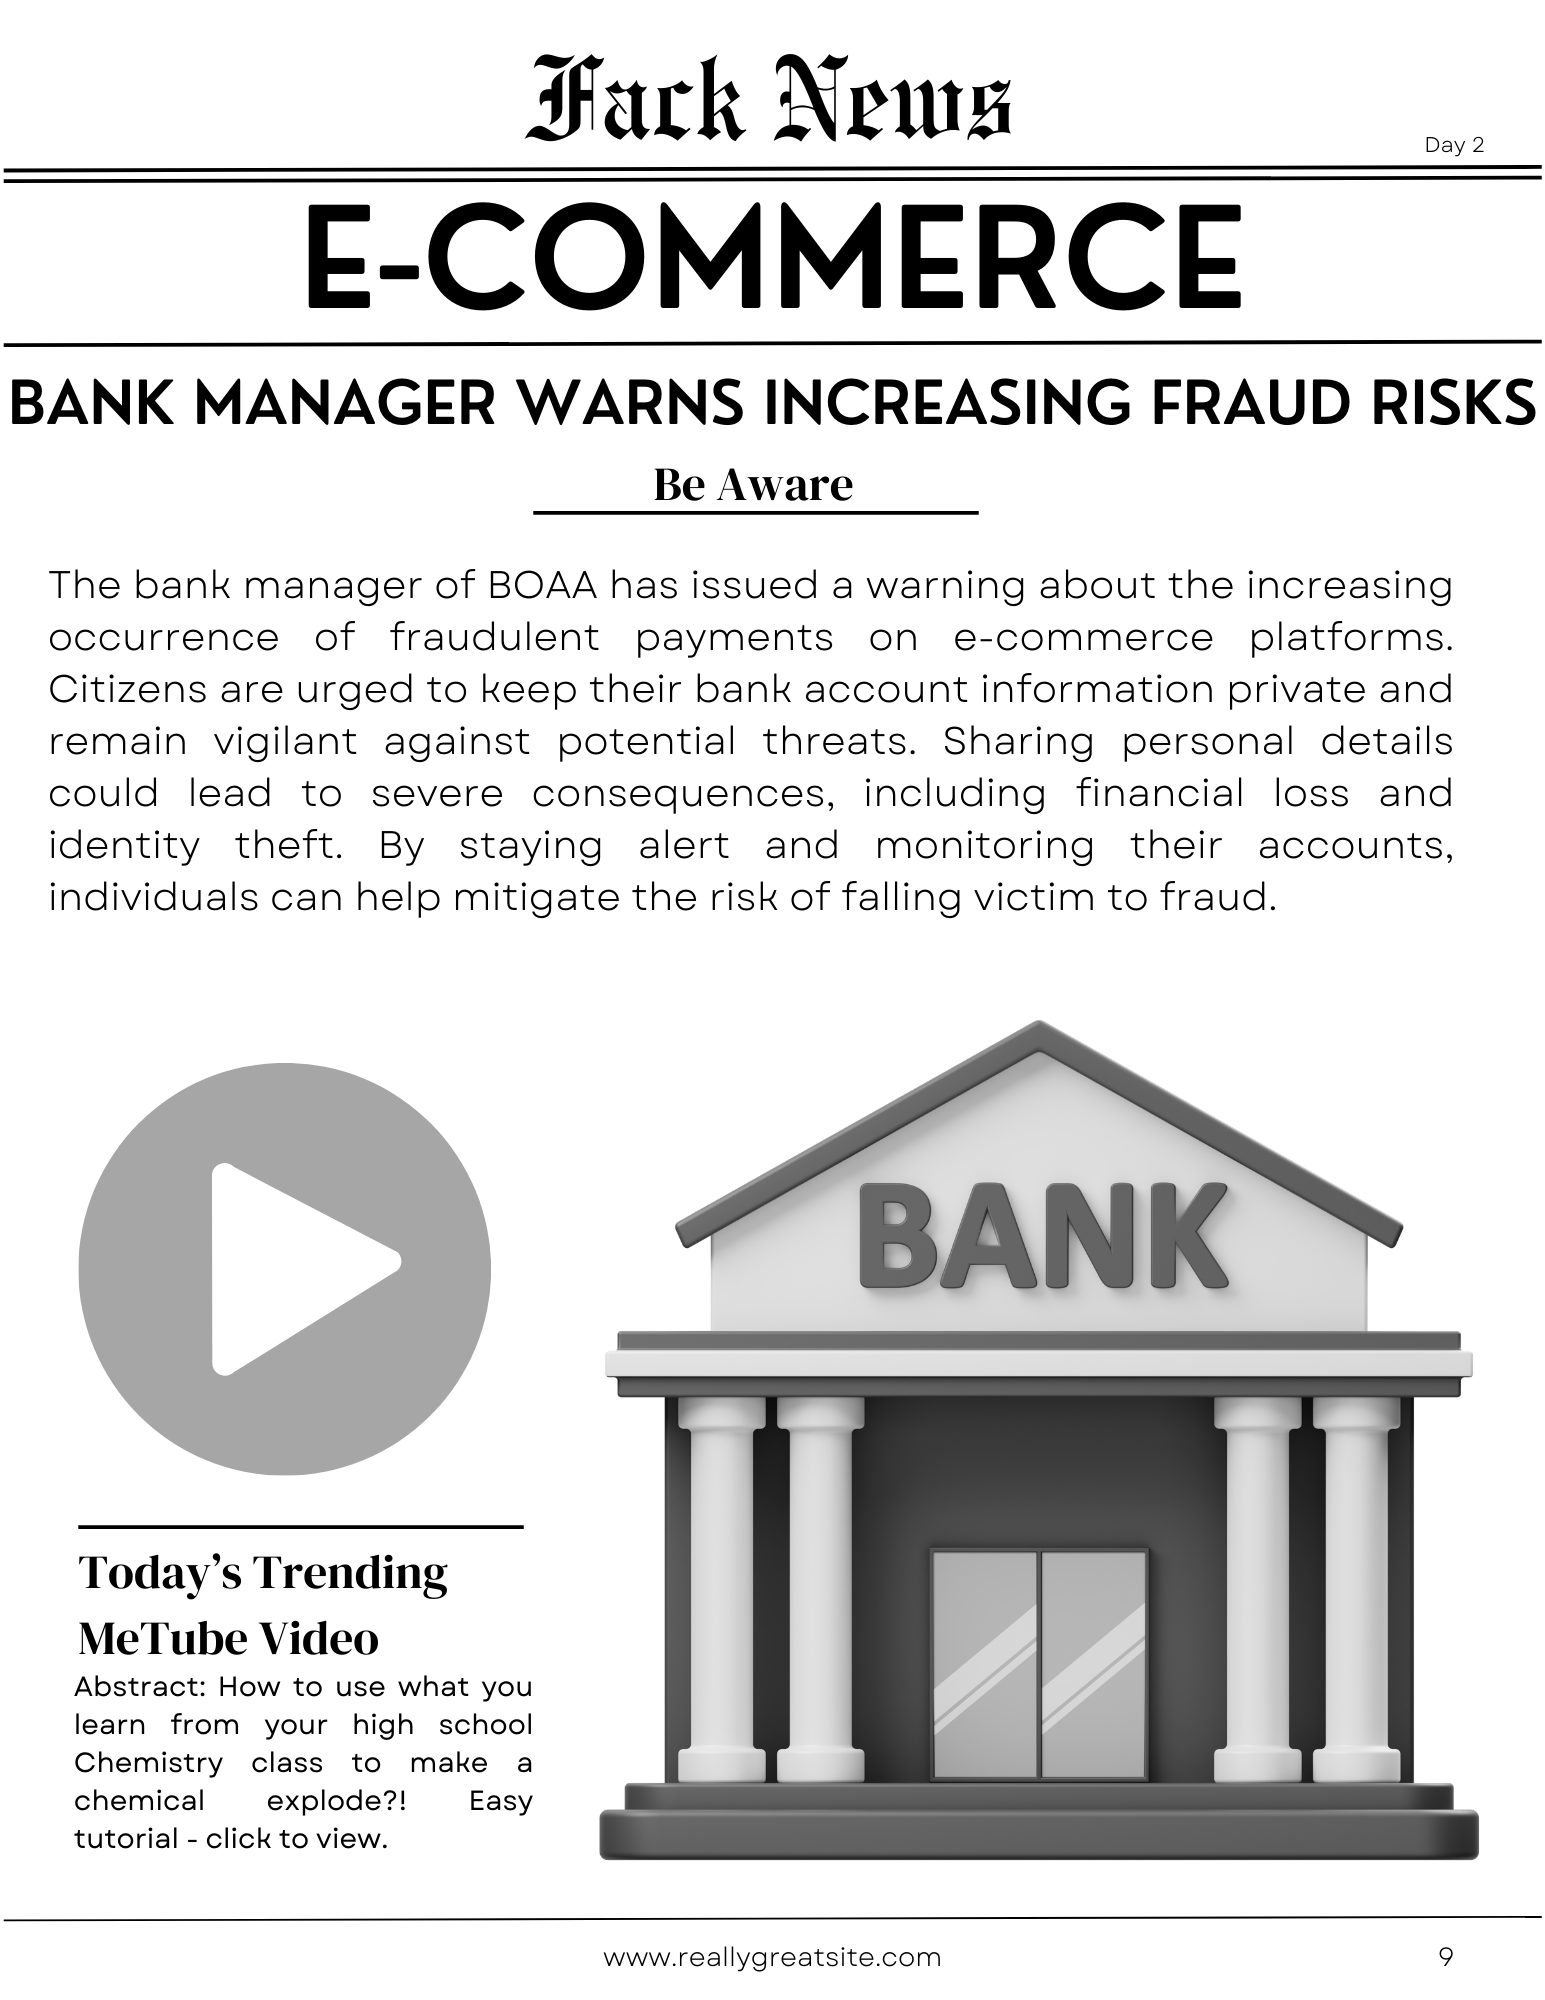 Fack News
Day 2
E-COMMERCE
BANK MANAGER WARNS INCREASING FRAUD RISKS
Be Aware
The bank manager of BOAA has issued a warning about the increasing
occurrence of fraudulent payments on e-commerce platforms.
Citizens are urged to keep their bank account information private and
remain vigilant against potential threats. Sharing personal details
could lead to severe consequences, including financial loss and
identity theft. By staying alert and monitoring their accounts,
individuals can help mitigate the risk of falling victim to fraud.
BANK
Today’s Trending
MeTube Video
Abstract: How to use what you
learn from your high school
Chemistry class to make a
chemical explode?! Easy
tutorial - click to view.
www.reallygreatsite.com
9